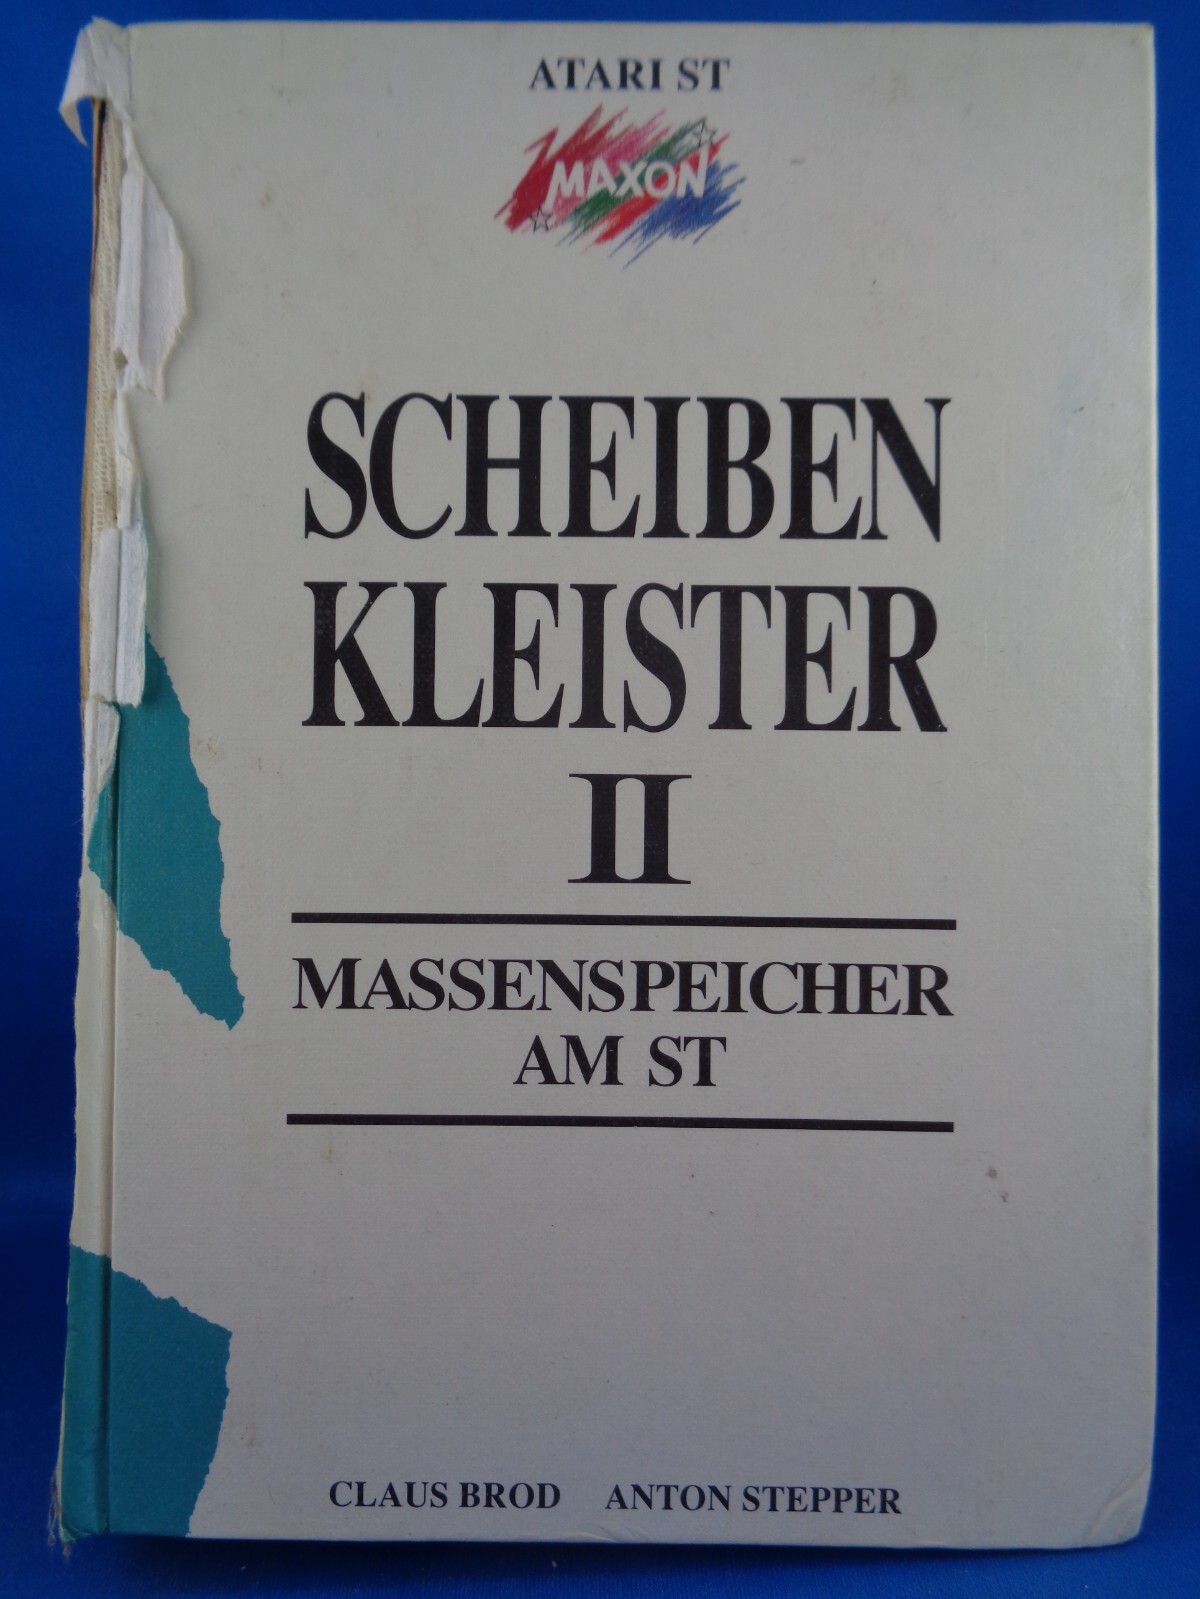 ATARI ST
MAXON
SCHEIBEN
KLEISTER
II
MASSENSPEICHER
AM ST
CLAUS BROD ANTON STEPPER